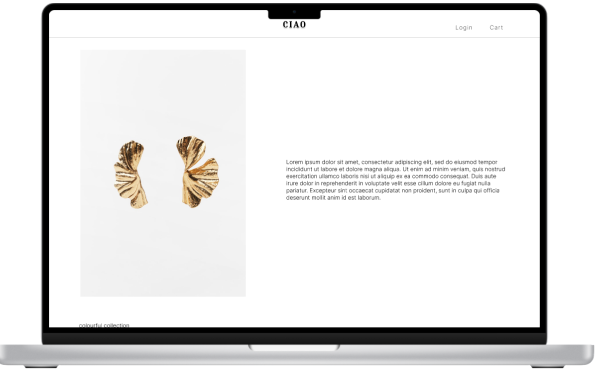 CIAO
Login Cart
Lorem ipsum dolor sit amet, consectetur adipiscing elit, sed do eiusmod tempor
incididunt ut labore et dolore magna aliqua. Ut enim ad minim veniam, quis nostrud
exercitation ullamco laboris nisi ut aliquip ex ea commodo consequat. Duis aute
irure dolor in reprehenderit in voluptate velit esse cillum dolore eu fugiat nulla
pariatur. Excepteur sint occaecat cupidatat non proident, sunt in culpa qui officia
deserunt mollit anim id est laborum.
colourful collection